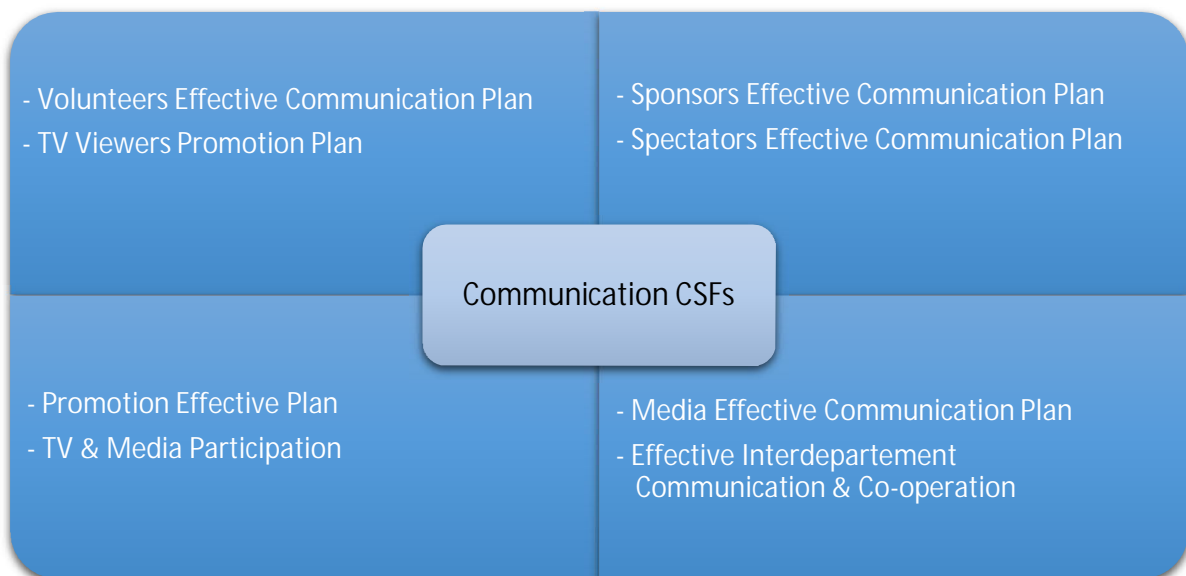 - Volunteers Effective Communication Plan
- TV Viewers Promotion Plan
- Sponsors Effective Communication Plan
- Spectators Effective Communication Plan
Communication CSFs
- Promotion Effective Plan
- TV & Media Participation
- Media Effective Communication Plan
- Effective Interdepartement
Communication & Co-operation